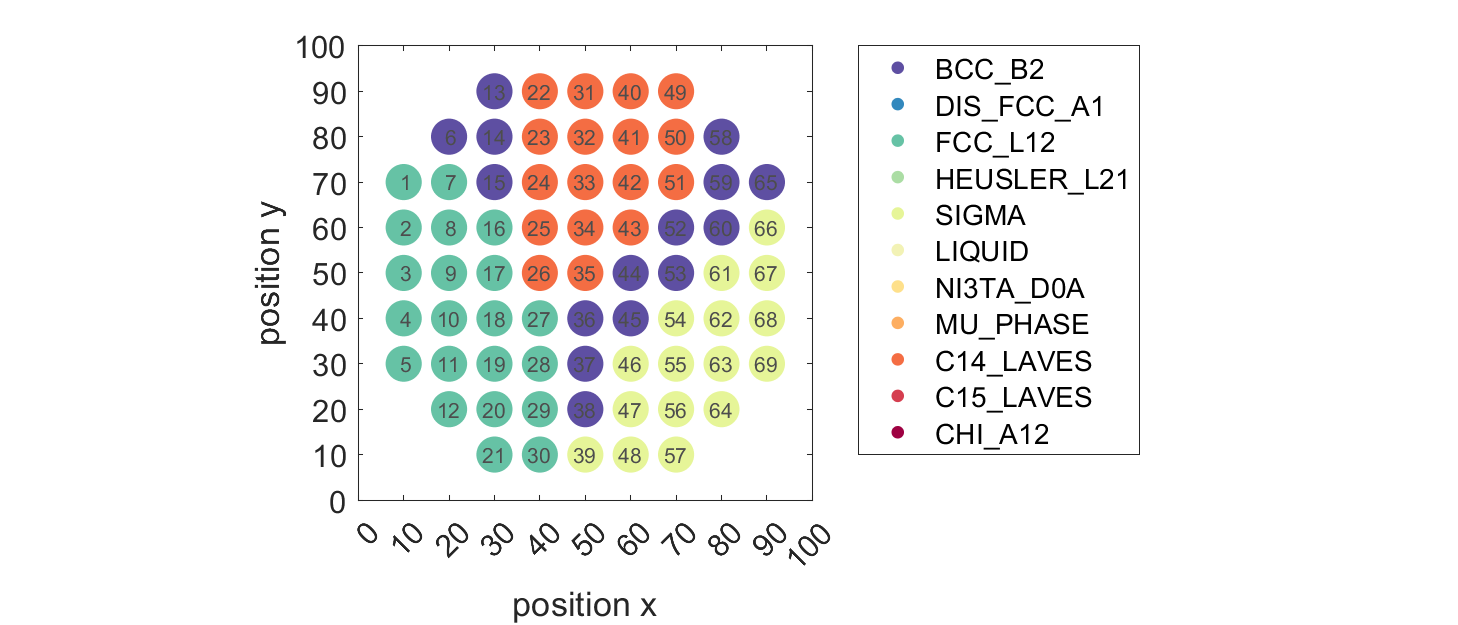 100
90
13 22 31 40 49
80
6 14 23 32 41 50 58
70
1 7 15 24 33 42 51 59 65
60
2 8 16 25 34 43 52 60 66
50
3 9 17 26 35 44 53 61 67
40
4 10 18 27 36 45 54 62 68
30
5 11 19 28 37 46 55 63 69
20
12 20 29 38 47 56 64
10
21 30 39 48 57
0
position y
0 10 20 30 40 50 60 70 80 90 100
position x
BCC_B2
DIS_FCC_A1
FCC_L12
HEUSLER_L21
SIGMA
LIQUID
NI3TA_D0A
MU_PHASE
C14_LAVES
C15_LAVES
CHI_A12